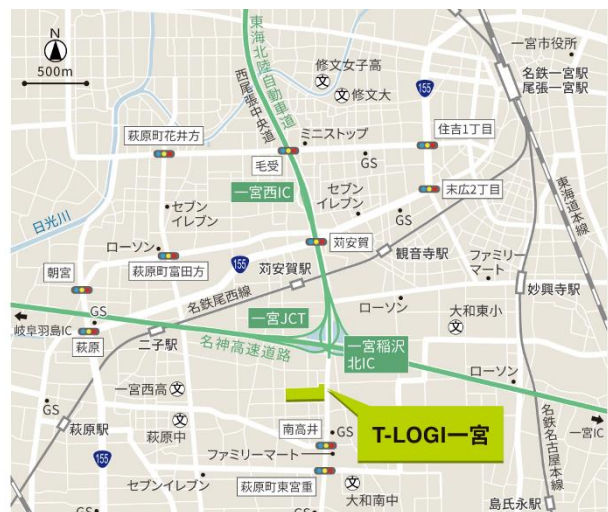 N
500m
東海北陸自動車道
西尾張中央道
修文女子高
文
文
修文大
155
一宮市役所
名鉄一宮駅
尾張一宮駅
萩原町花井方
ミニストップ
住吉1丁目
毛受
GS
一宮西IC
セブン
イレブン
末広2丁目
日光川
セブン
イレブン
GS
東海道本線
ローソン
苅安賀
観音寺駅
ファミリー
マート
朝宮
萩原町富田方
155
苅安賀駅
妙興寺駅
名鉄尾西線
ローソン
大和東小
文
GS
岐阜羽島IC
一宮JCT
萩原
二子駅
名神高速道路
一宮稲沢
北IC
ローソン
一宮西高
文
GS
萩原駅
萩原中
文
南高井
GS
T-LOGI一宮
名鉄名古屋本線
一宮IC
ファミリーマート
155
セブンイレブン
萩原町東宮重
文
大和南中
島氏永駅
GS
GS